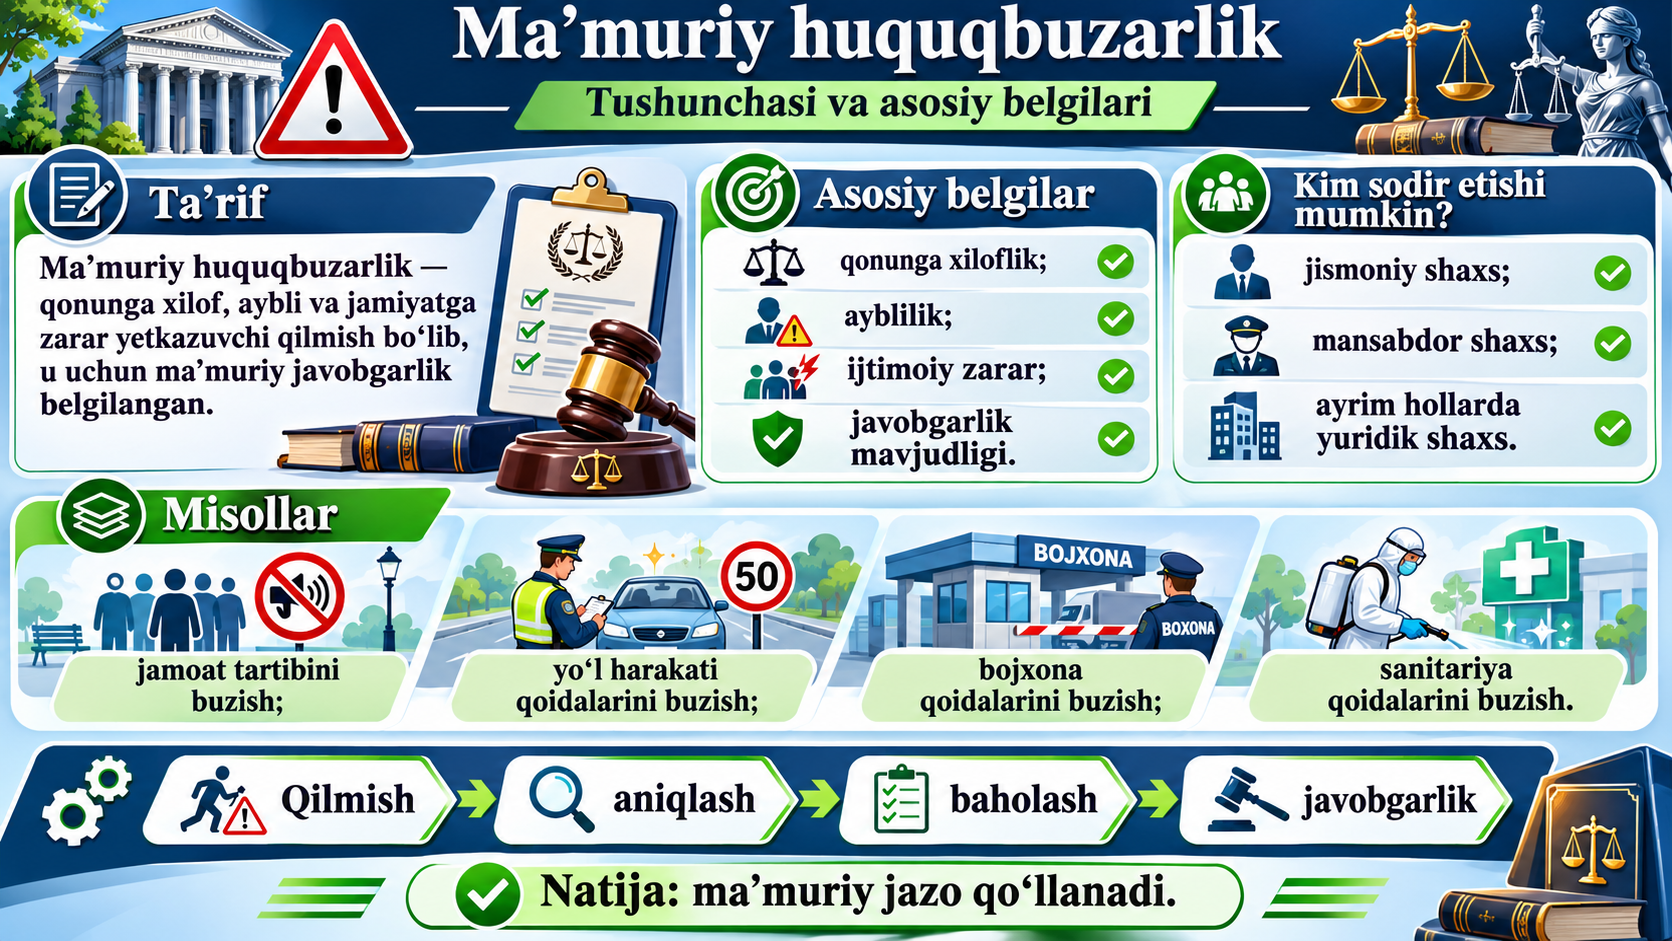 Ma’muriy huquqbuzarlik
Tushunchasi va asosiy belgilari
Ta’rif
Ma’muriy huquqbuzarlik —
qonunga xilof, aybli va jamiyatga
zarar yetkazuvchi qilmish bo‘lib,
u uchun ma’muriy javobgarlik
belgilangan.
Asosiy belgilar
qonunga xiloflik;
ayblilik;
ijtimoiy zarar;
javobgarlik
mavjudligi.
Kim sodir etishi
mumkin?
jismoniy shaxs;
mansabdor shaxs;
ayrim hollarda
yuridik shaxs.
Misollar
jamoat tartibini
buzish;
50
yo‘l harakati
qoidalarini buzish;
BOJXONA
BOXONA
bojxona
qoidalarini buzish;
sanitariya
qoidalarini buzish.
Qilmish
aniqlash
baholash
javobgarlik
Natija: ma’muriy jazo qo‘llanadi.